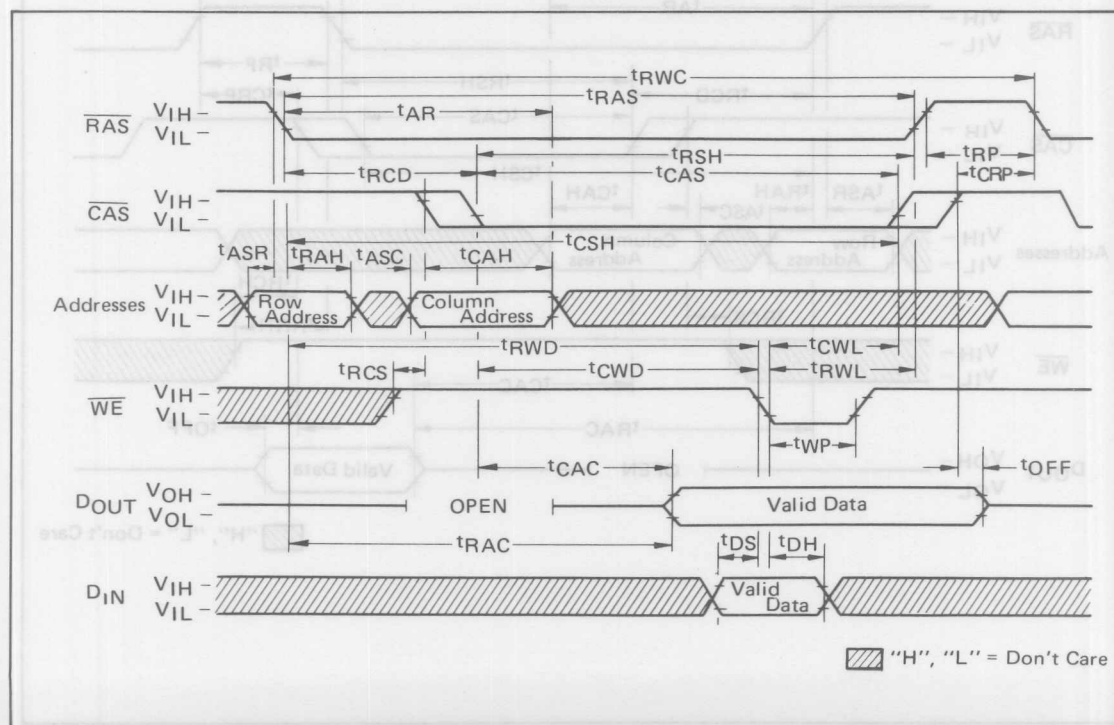 tRWC
tRAS
tAR
RAS VIH
VIL
tRSH
tRP
tRCD
tCAS
tCRP
CAS VIH
VIL
tCSH
tASR
tRAH
tASC
tCAH
Addresses VIH
VIL
Row
Address
Column
Address
tRWD
tCWL
tRCS
tCWD
tRWL
WE VIH
VIL
tWP
tCAC
tOFF
DOUT VOH
VOL
OPEN
Valid Data
tRAC
tDS
tDH
DIN VIH
VIL
Valid
Data
"H", "L" = Don't Care